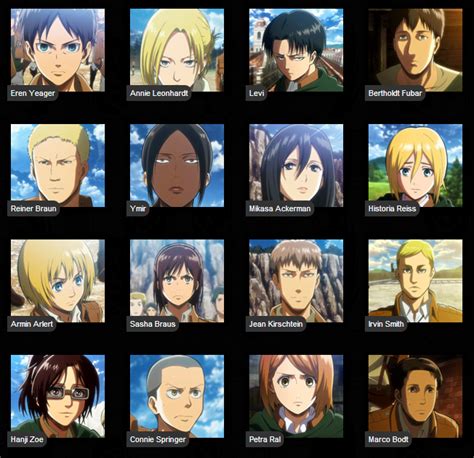 Eren Yeager
Annie Leonhardt
Levi
Bertholdt Fubar
Reiner Braun
Ymir
Mikasa Ackerman
Historia Reiss
Armin Arlert
Sasha Braus
Jean Kirschtein
Irvin Smith
Hanji Zoe
Connie Springer
Petra Ral
Marco Bodt